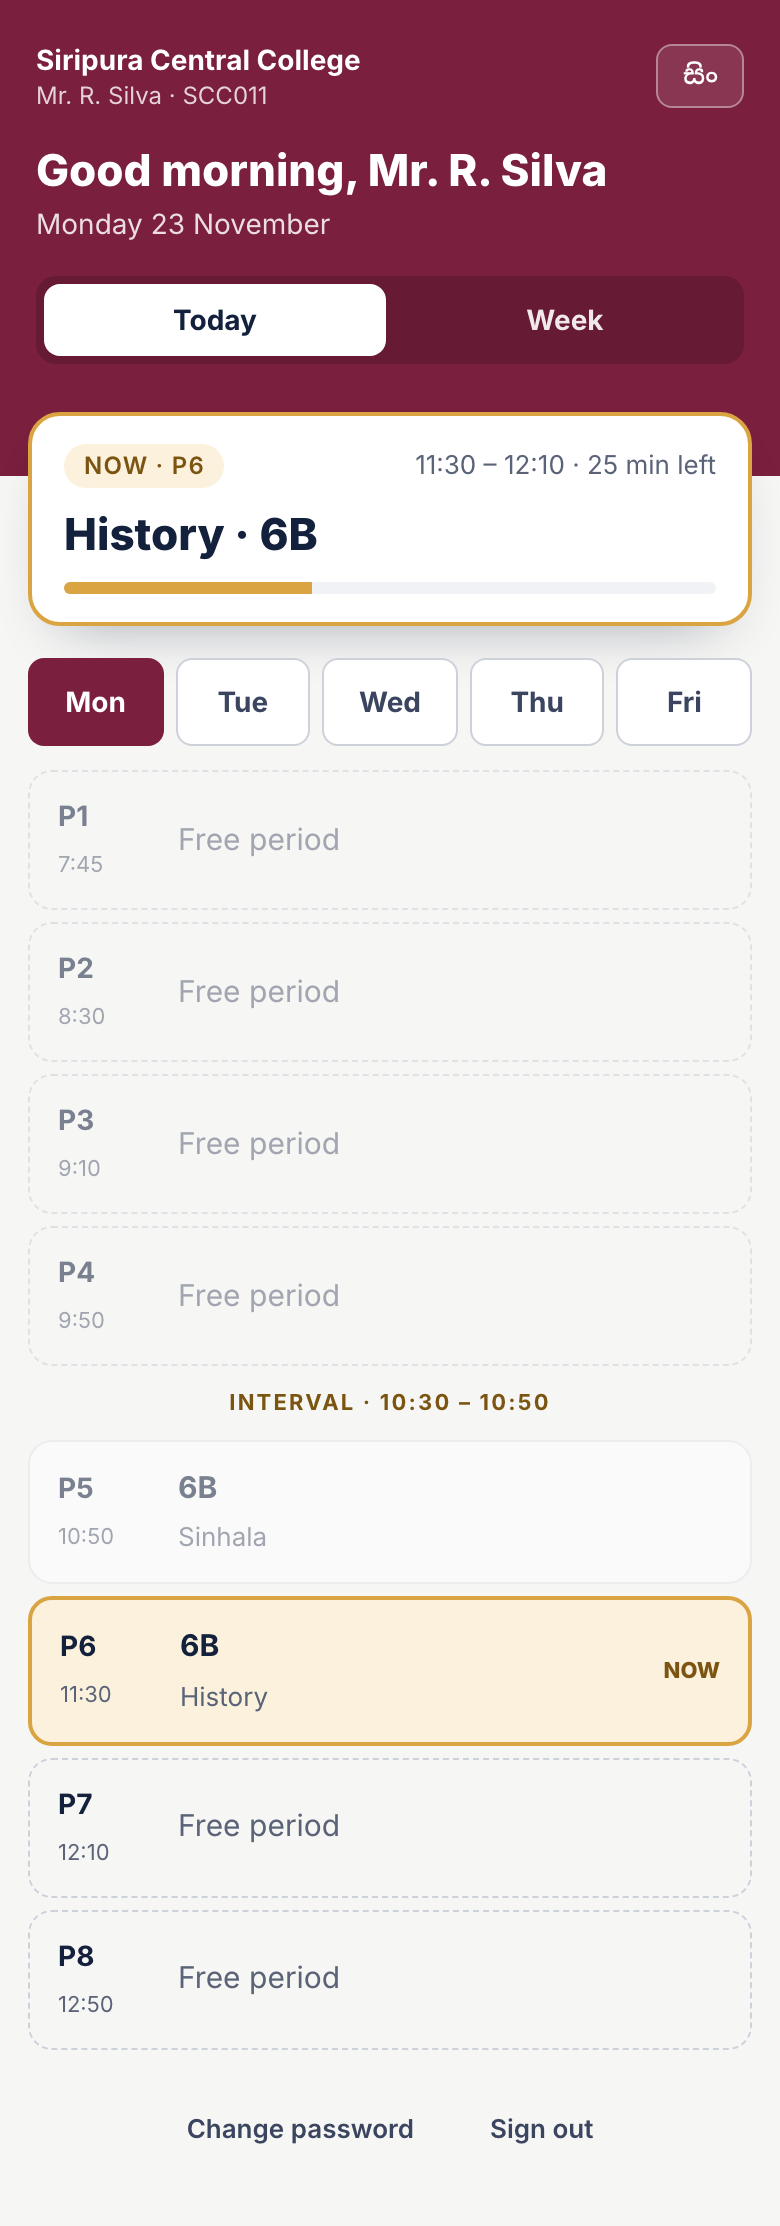 Siripura Central College
Mr. R. Silva · SCC011
සිං
Good morning, Mr. R. Silva
Monday 23 November
Today
Week
NOW · P6
11:30 – 12:10 · 25 min left
History · 6B
Mon
Tue
Wed
Thu
Fri
P1
7:45
Free period
P2
8:30
Free period
P3
9:10
Free period
P4
9:50
Free period
INTERVAL · 10:30 – 10:50
P5
10:50
6B
Sinhala
P6
11:30
6B
History
NOW
P7
12:10
Free period
P8
12:50
Free period
Change password
Sign out